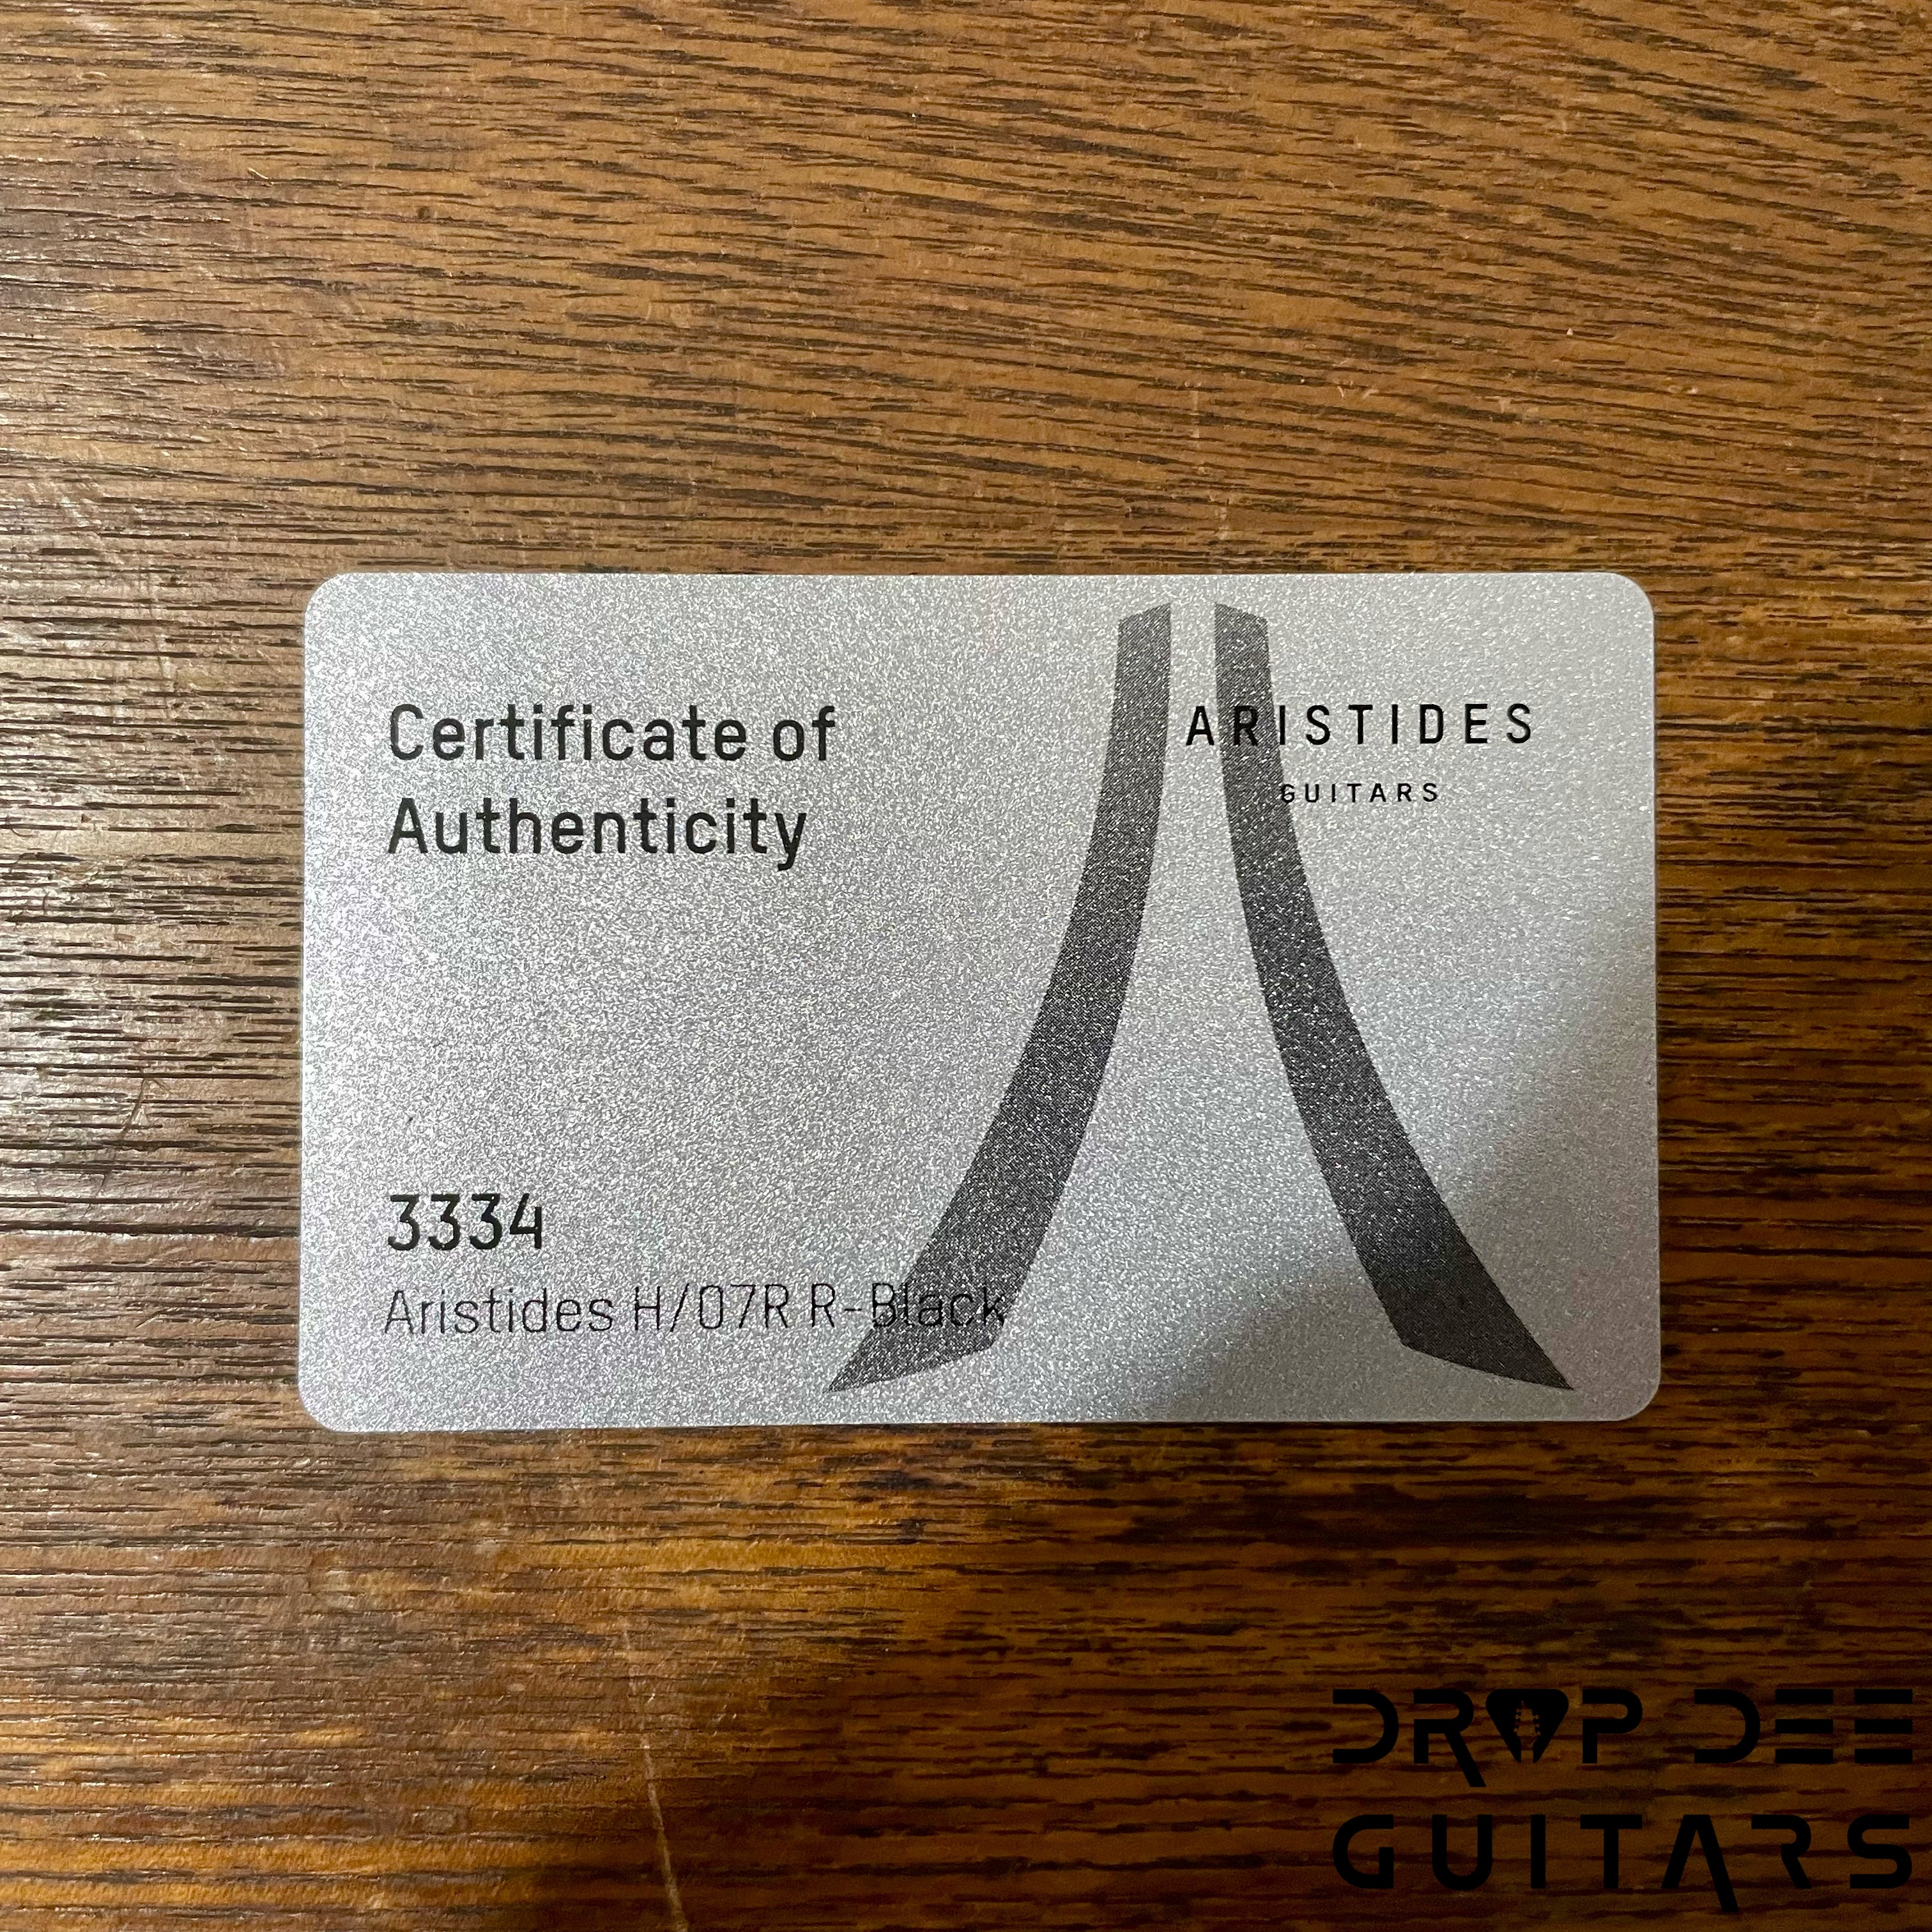 Certificate of
Authenticity
ARISTIDES
GUITARS
3334
Aristides H/07R R-Black
DROP DEE
GUITARS